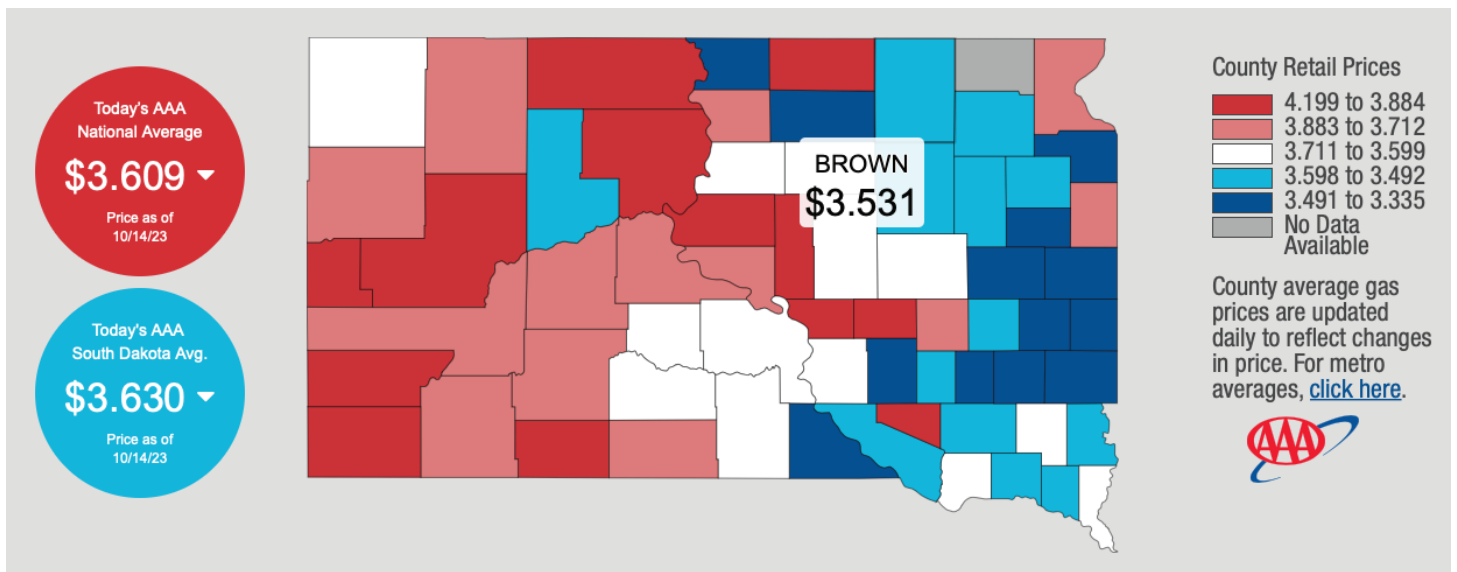 Today's AAA
National Average
$3.609
Price as of
10/14/23
Today's AAA
South Dakota Avg.
$3.630
Price as of
10/14/23
BROWN
$3.531
County Retail Prices
4.199 to 3.884
3.883 to 3.712
3.711 to 3.599
3.598 to 3.492
3.491 to 3.335
No Data
Available
County average gas
prices are updated
daily to reflect changes
in price. For metro
averages, click here.
AAA